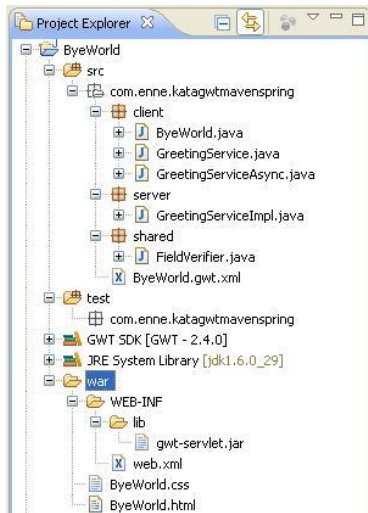 Project Explorer
ByeWorld
src
com.enne.katagwtmavenspring
client
ByeWorld.java
GreetingService.java
GreetingServiceAsync.java
server
GreetingServiceImpl.java
shared
FieldVerifier.java
ByeWorld.gwt.xml
test
com.enne.katagwtmavenspring
GWT SDK [GWT - 2.4.0]
JRE System Library [jdk1.6.0_29]
war
WEB-INF
lib
gwt-servlet.jar
web.xml
ByeWorld.css
ByeWorld.html